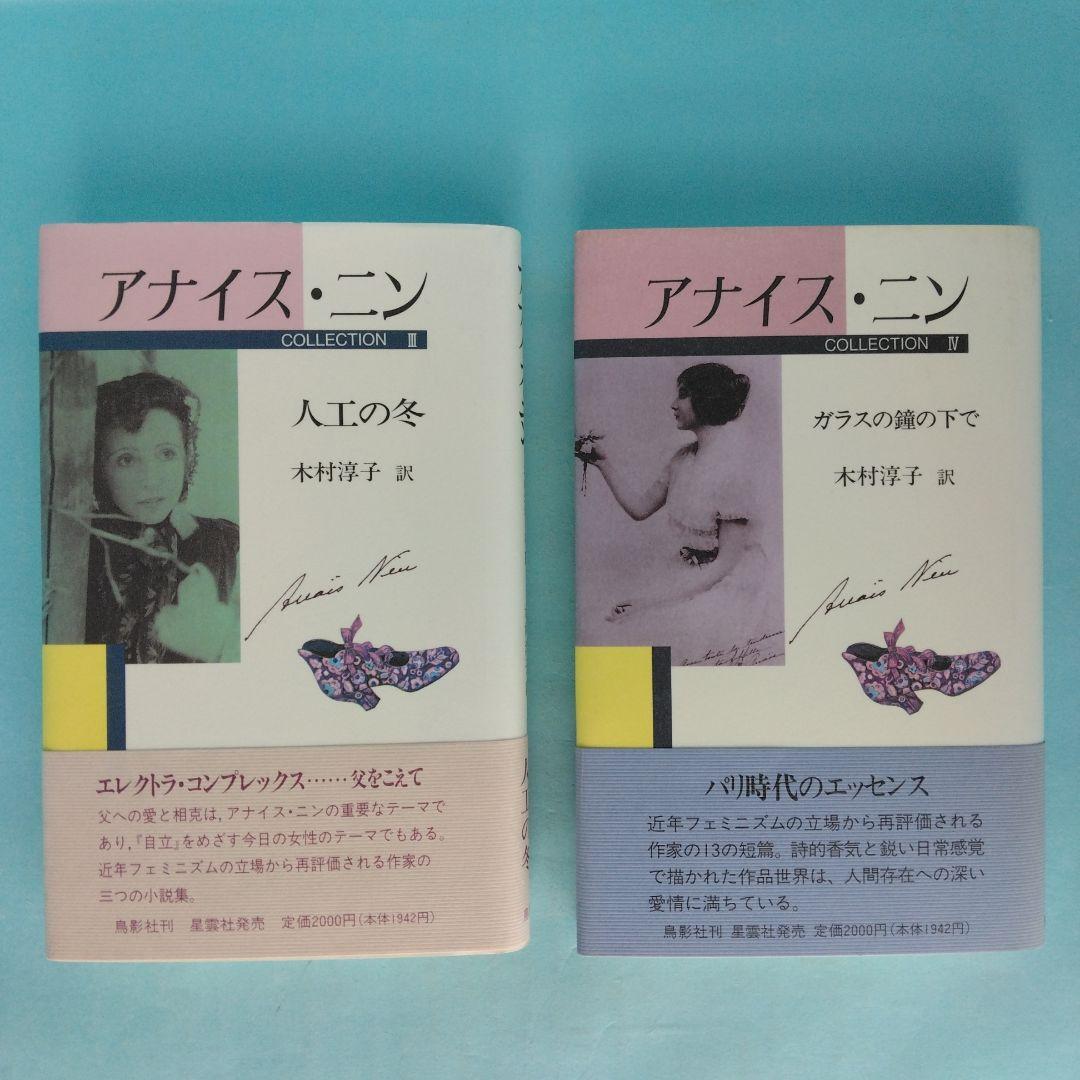 アナイス・ニン
COLLECTION Ⅲ
人工の冬
木村淳子 訳
Anaïs Nin
エレクトラ・コンプレックス……父をこえて
父への愛と相克は，アナイス・ニンの重要なテーマで
あり，『自立』をめざす今日の女性のテーマでもある。
近年フェミニズムの立場から再評価される作家の
三つの小説集。
鳥影社刊 星雲社発売 定価2000円(本体1942円)
人工の冬
アナイス・ニン
COLLECTION Ⅳ
ガラスの鐘の下で
木村淳子 訳
Anaïs Nin
パリ時代のエッセンス
近年フェミニズムの立場から再評価される
作家の13の短篇。詩的香気と鋭い日常感覚
で描かれた作品世界は、人間存在への深い
愛情に満ちている。
鳥影社刊 星雲社発売 定価2000円(本体1942円)